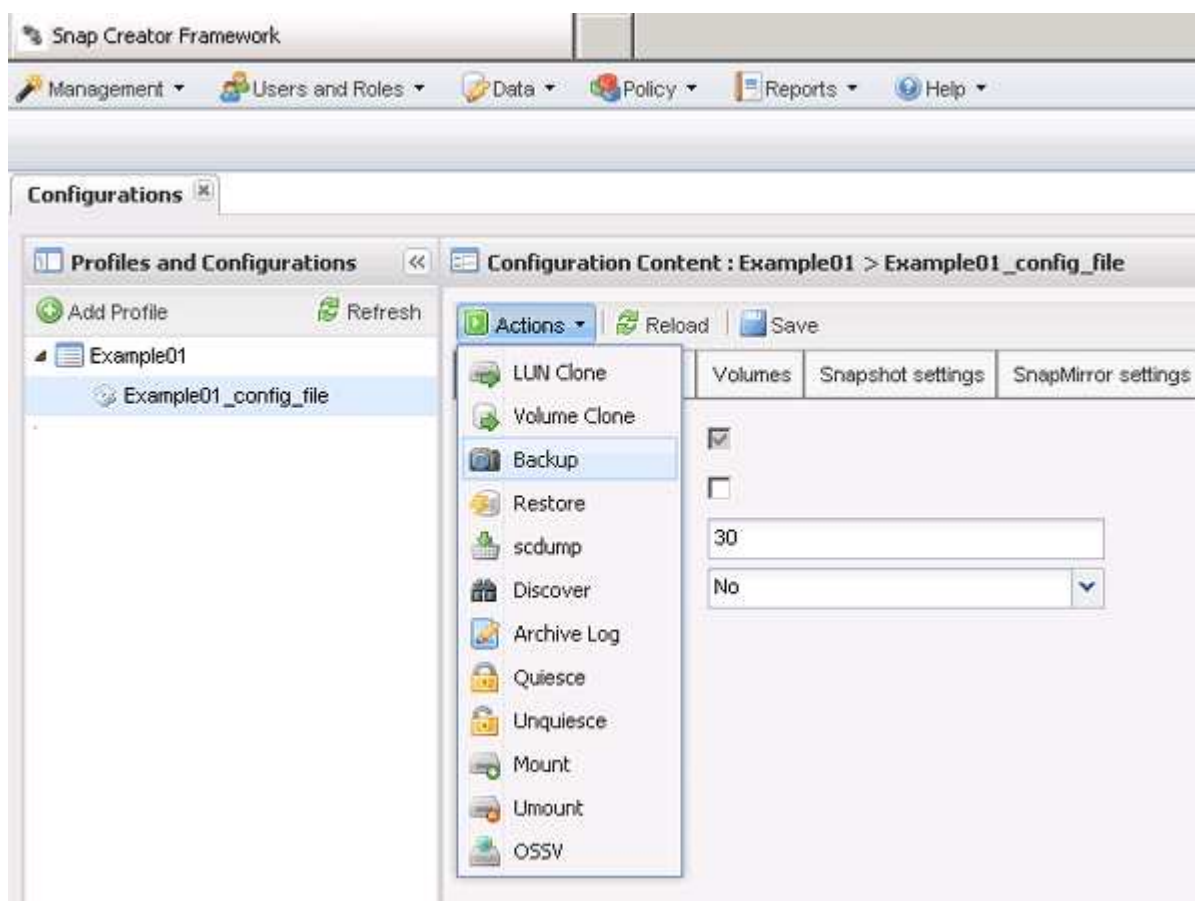 Snap Creator Framework
Management Users and Roles Data Policy Reports Help
Configurations
Profiles and Configurations
Configuration Content : Example01 > Example01_config_file
Add Profile Refresh
Actions Reload Save
Example01
Example01_config_file
Volumes Snapshot settings SnapMirror settings
LUN Clone
Volume Clone
Backup
Restore
scdump
Discover
Archive Log
Quiesce
Unquiesce
Mount
Umount
OSSV
30
No